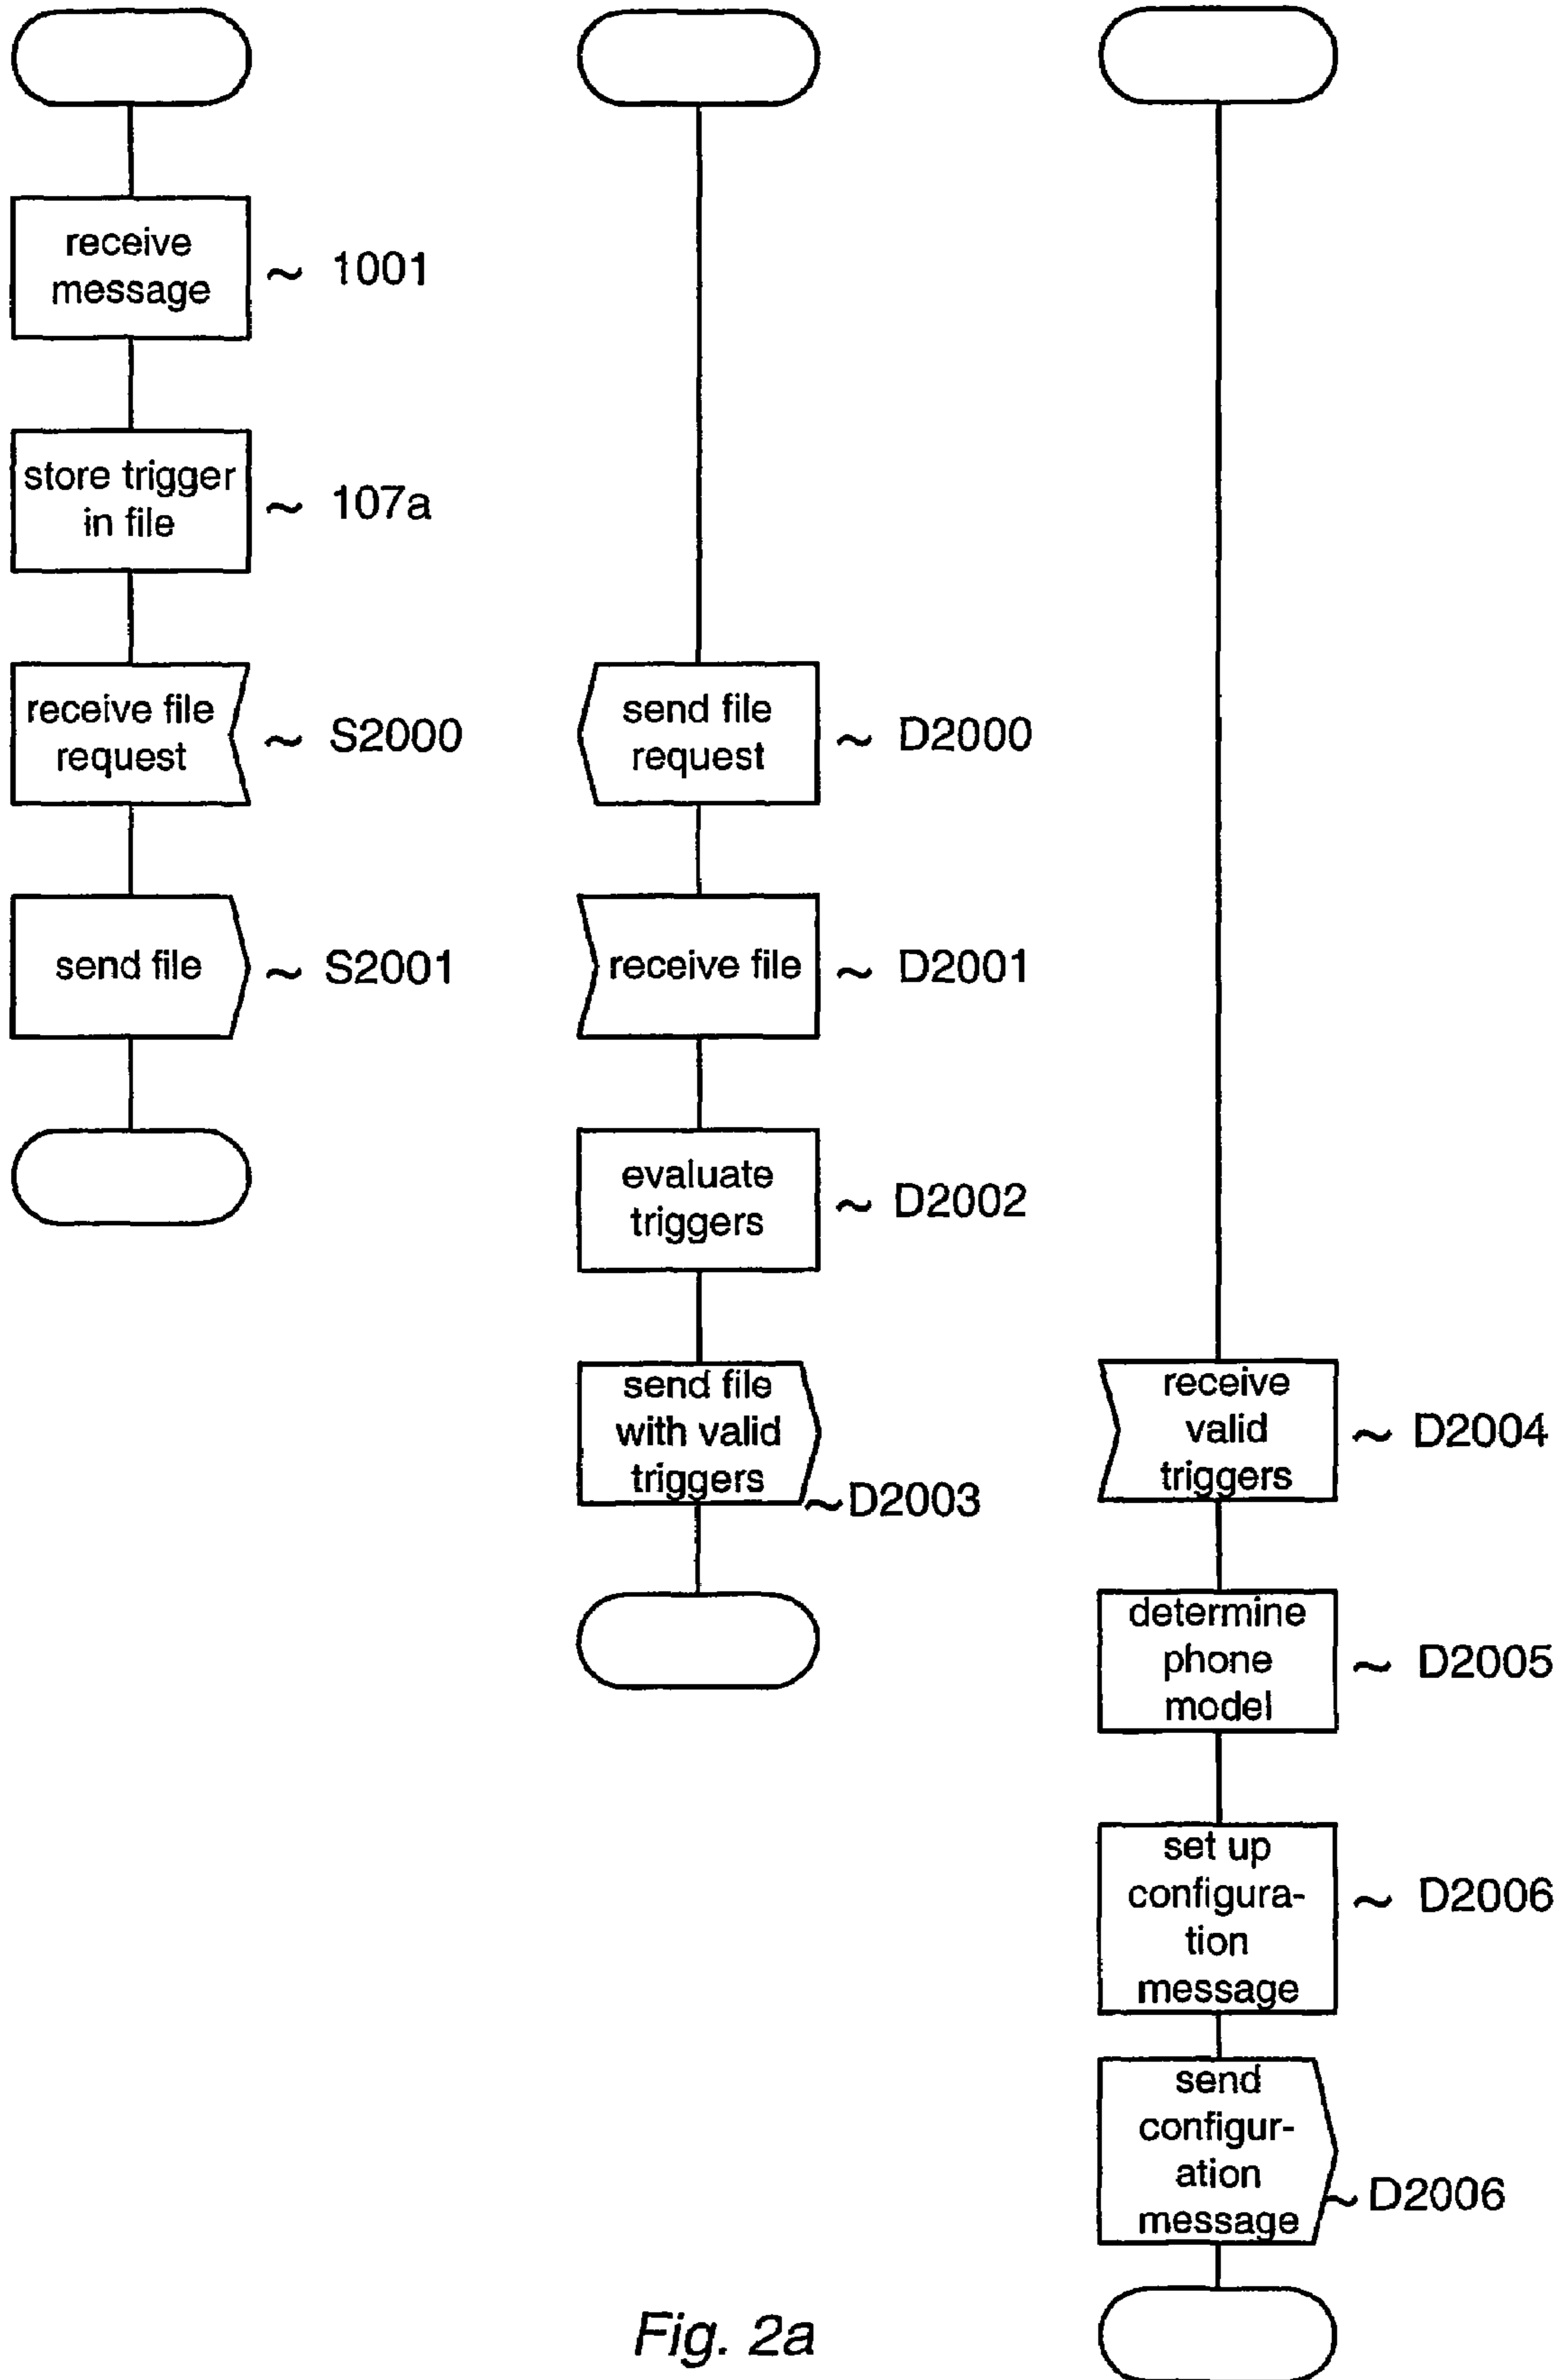 receive
message
~ 1001
store trigger
in file
~ 107a
receive file
request
~ S2000
send file
~ S2001
send file
request
~ D2000
receive file
~ D2001
evaluate
triggers
~ D2002
send file
with valid
triggers
~D2003
receive
valid
triggers
~ D2004
determine
phone
model
~ D2005
set up
configura-
tion
message
~ D2006
send
configur-
ation
message
~D2006
Fig. 2a